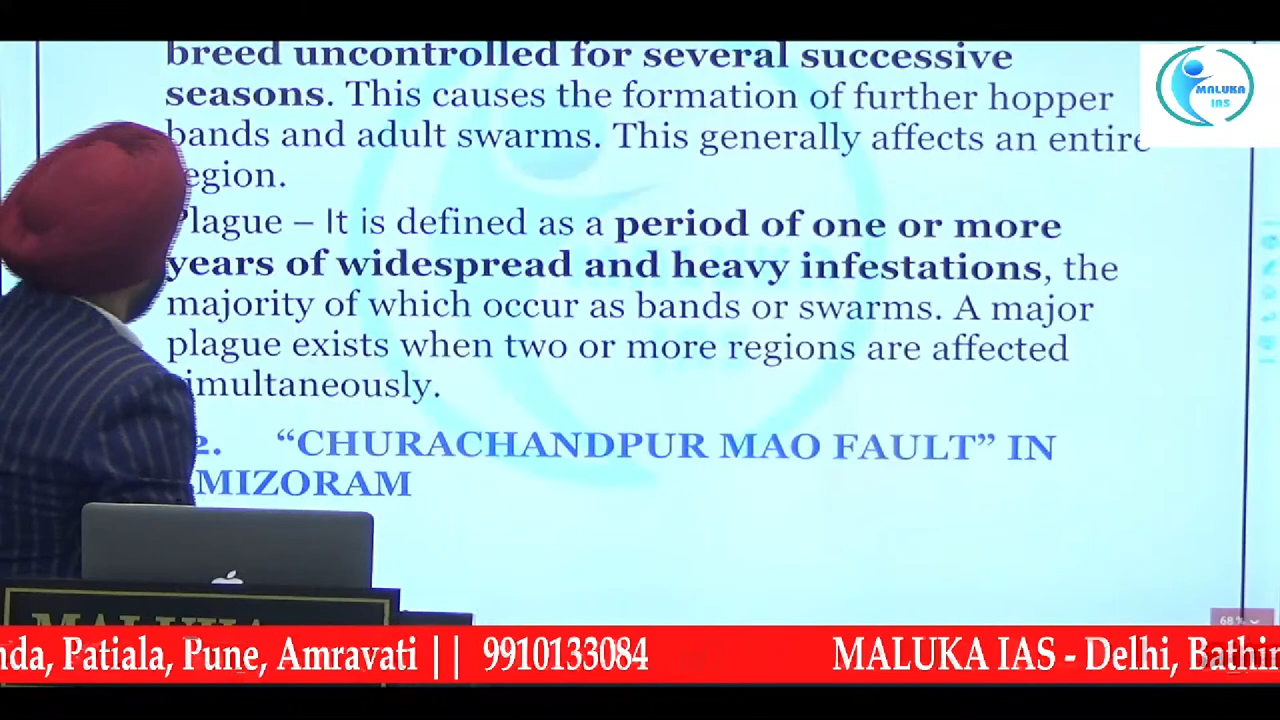 breed uncontrolled for several successive
seasons. This causes the formation of further hopper
bands and adult swarms. This generally affects an entire
egion.
Plague – It is defined as a period of one or more
years of widespread and heavy infestations, the
majority of which occur as bands or swarms. A major
plague exists when two or more regions are affected
imultaneously.
2. “CHURACHANDPUR MAO FAULT” IN
MIZORAM
MALUKA
IAS
68%
nda, Patiala, Pune, Amravati || 9910133084 MALUKA IAS - Delhi, Bathin